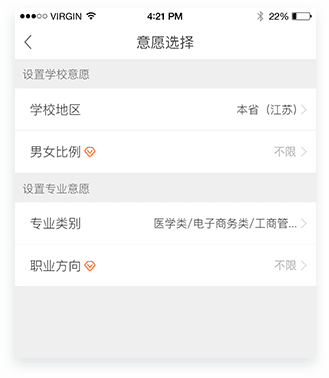 VIRGIN 4:21 PM 22%
意愿选择
设置学校意愿
学校地区 本省（江苏）
男女比例 不限
设置专业意愿
专业类别 医学类/电子商务类/工商管...
职业方向 不限